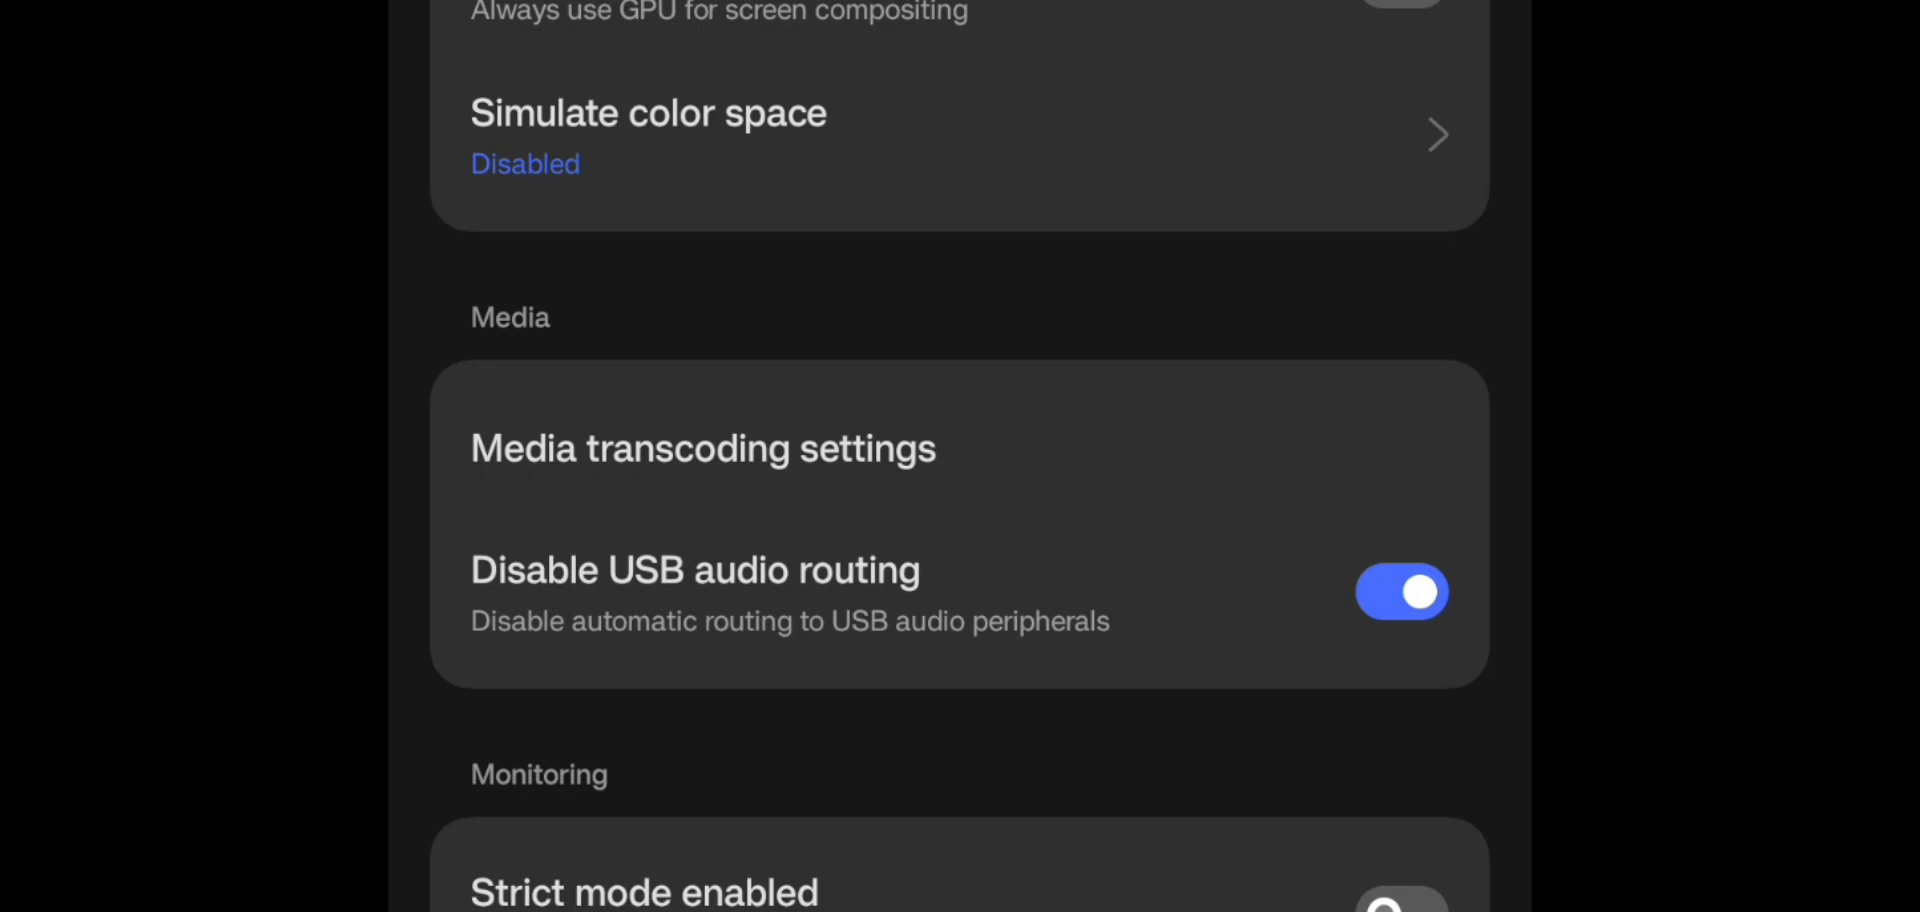 Always use GPU for screen compositing
Simulate color space
Disabled
Media
Media transcoding settings
Disable USB audio routing
Disable automatic routing to USB audio peripherals
Monitoring
Strict mode enabled